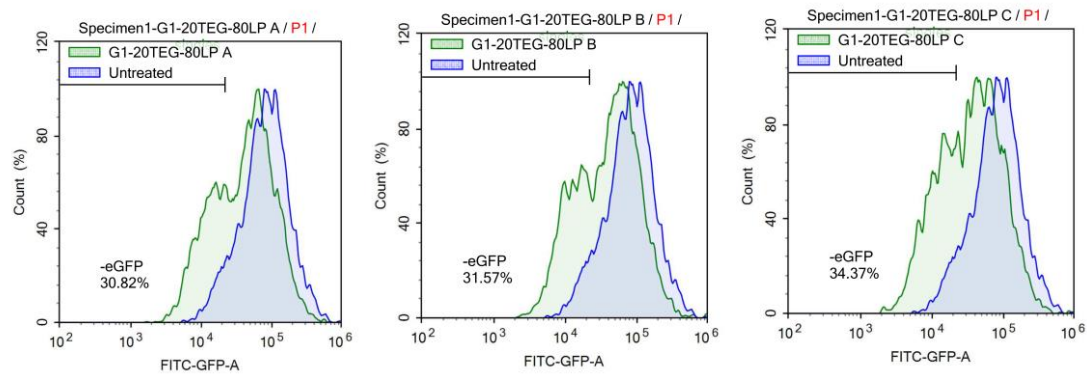 Specimen1-G1-20TEG-80LP A / P1 /
G1-20TEG-80LP A
Untreated
120
80
40
0
Count (%)
-eGFP
30.82%
10^2
10^3
10^4
10^5
10^6
FITC-GFP-A
Specimen1-G1-20TEG-80LP B / P1 /
G1-20TEG-80LP B
Untreated
120
80
40
0
Count (%)
-eGFP
31.57%
10^2
10^3
10^4
10^5
10^6
FITC-GFP-A
Specimen1-G1-20TEG-80LP C / P1 /
G1-20TEG-80LP C
Untreated
120
80
40
0
Count (%)
-eGFP
34.37%
10^2
10^3
10^4
10^5
10^6
FITC-GFP-A